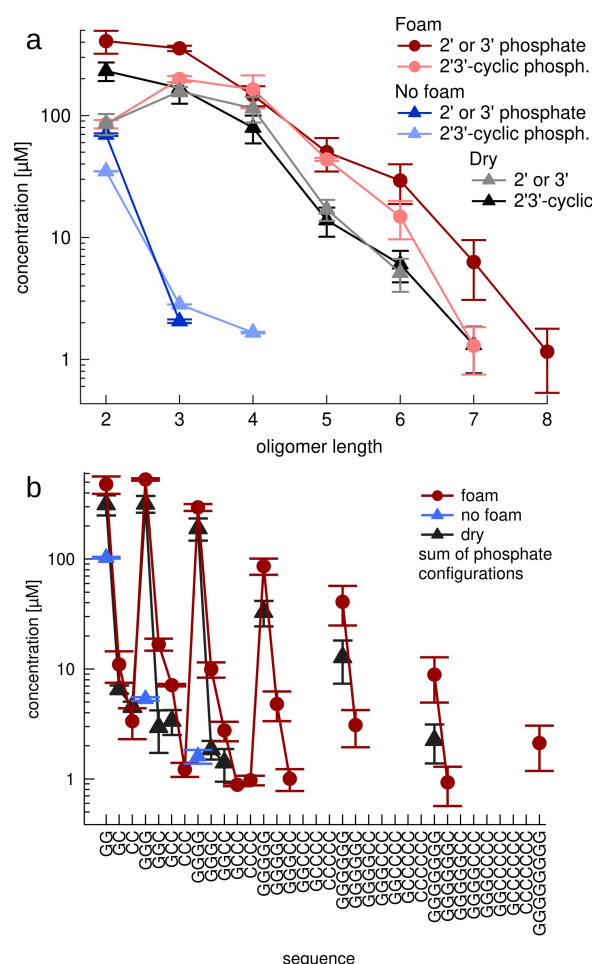 a
Foam
2' or 3' phosphate
2'3'-cyclic phosph.
No foam
2' or 3' phosphate
2'3'-cyclic phosph.
Dry
2' or 3'
2'3'-cyclic
concentration [µM]
100
10
1
2 3 4 5 6 7 8
oligomer length
b
foam
no foam
dry
sum of phosphate
configurations
concentration [µM]
100
10
1
GG
GC
CC
GGG
GGC
GCC
CCC
GGGG
GGGC
GGCC
GCCC
CCCC
GGGGG
GGGGC
GGGCC
GGCCC
GCCCC
CCCCC
GGGGGG
GGGGGC
GGGGCC
GGGCCC
GGCCCC
GCCCCC
CCCCCC
GGGGGGG
GGGGGGC
GGGGGCC
GGGGCCC
GGGCCCC
GGCCCCC
GCCCCCC
CCCCCCC
GGGGGGGG
sequence